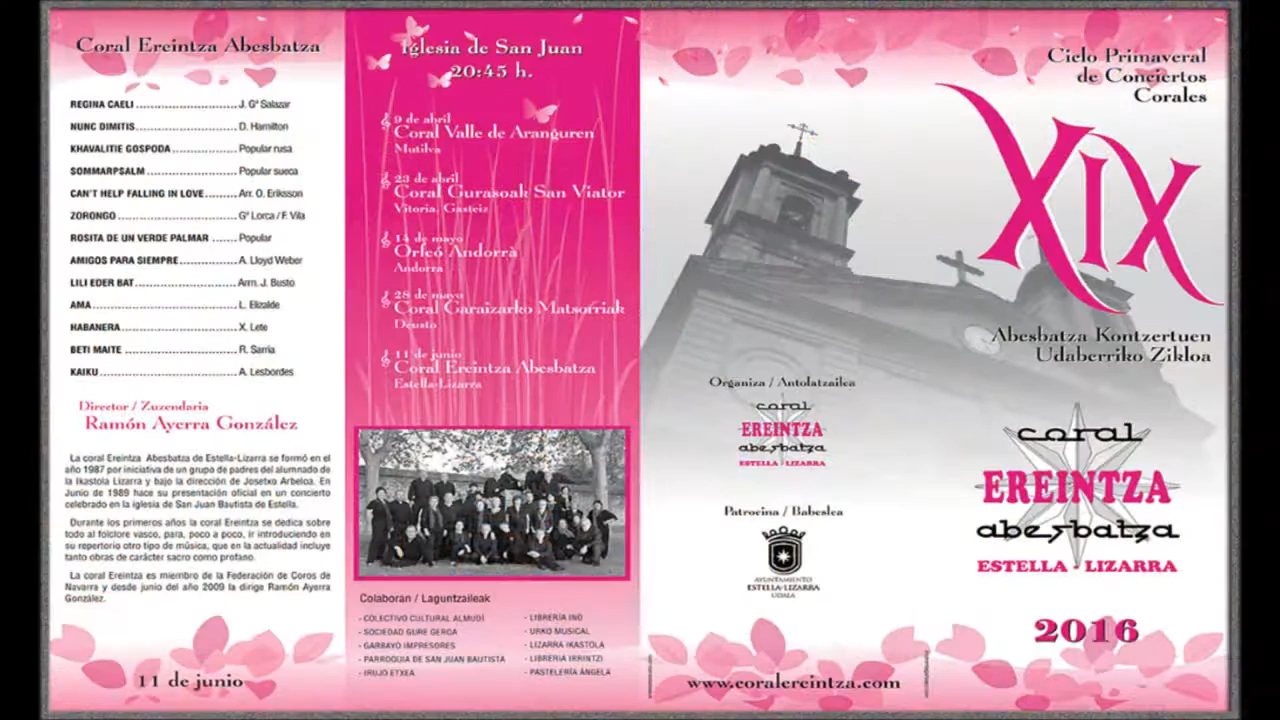 Coral Ereintza Abesbatza
REGINA CAELI ........................... J. Gª Salazar
NUNC DIMITIS........................... D. Hamilton
KHAVALITIE GOSPODA ................. Popular rusa
SOMMARPSALM ........................ Popular sueca
CAN'T HELP FALLING IN LOVE......... Arr. O. Eriksson
ZORONGO ............................... Gª Lorca / F. Vila
ROSITA DE UN VERDE PALMAR ....... Popular
AMIGOS PARA SIEMPRE............... A. Lloyd Weber
LILI EDER BAT........................... Arrn. J. Busto
AMA ...................................... L. Elizalde
HABANERA............................... X. Lete
BETI MAITE .............................. R. Sarria
KAIKU.................................... A. Lesbordes
Director / Zuzendaria
Ramón Ayerra González
La coral Ereintza Abesbatza de Estella-Lizarra se formó en el
año 1987 por iniciativa de un grupo de padres del alumnado de
la Ikastola Lizarra y bajo la dirección de Josetxo Arbeloa. En
Junio de 1989 hace su presentación oficial en un concierto
celebrado en la iglesia de San Juan Bautista de Estella.
Durante los primeros años la coral Ereintza se dedica sobre
todo al folclore vasco, para, poco a poco, ir introduciendo en
su repertorio otro tipo de música, que en la actualidad incluye
tanto obras de carácter sacro como profano.
La coral Ereintza es miembro de la Federación de Coros de
Navarra y desde junio del año 2009 la dirige Ramón Ayerra
González.
11 de junio
Iglesia de San Juan
20:45 h.
9 de abril
Coral Valle de Aranguren
Mutilva
23 de abril
Coral Gurasoak San Viator
Vitoria, Gasteiz
14 de mayo
Orfeó Andorrà
Andorra
28 de mayo
Coral Garaizarko Matsorriak
Deusto
11 de junio
Coral Ereintza Abesbatza
Estella-Lizarra
Colaboran / Laguntzaileak
- COLECTIVO CULTURAL ALMUDÍ
- SOCIEDAD GURE GEROA
- GARBAYO IMPRESORES
- PARROQUIA DE SAN JUAN BAUTISTA
- IRUJO ETXEA
- LIBRERÍA INO
- URKO MUSICAL
- LIZARRA IKASTOLA
- LIBRERIA IRRINTZI
- PASTELERÍA ÁNGELA
Ciclo Primaveral
de Conciertos
Corales
XIX
Abesbatza Kontzertuen
Udaberriko Zikloa
Organiza / Antolatzailea
coral
EREINTZA
abesbatza
ESTELLA LIZARRA
Patrocina / Babeslea
AYUNTAMIENTO
ESTELLA-LIZARRA
UDALA
coral
EREINTZA
abesbatza
ESTELLA - LIZARRA
2016
www.coralereintza.com